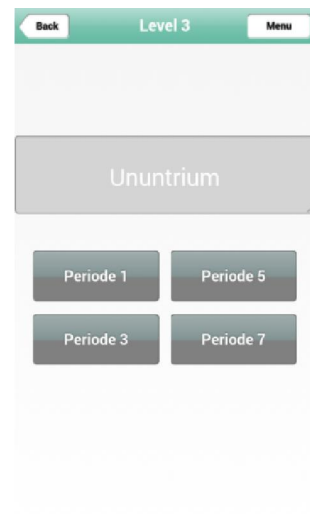 Back Level 3 Menu
Ununtrium
Periode 1 Periode 5
Periode 3 Periode 7